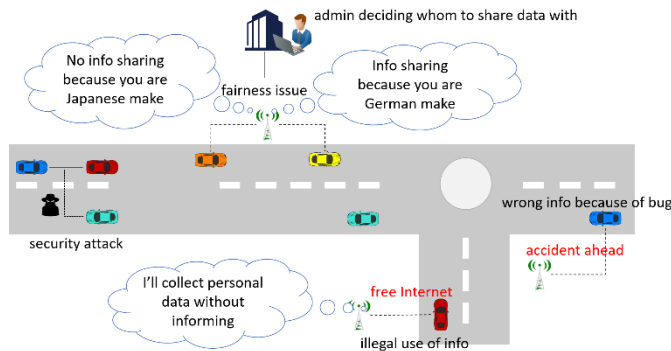 admin deciding whom to share data with
No info sharing
because you are
Japanese make
fairness issue
Info sharing
because you are
German make
wrong info because of bug
security attack
accident ahead
I'll collect personal
data without
informing
free Internet
illegal use of info